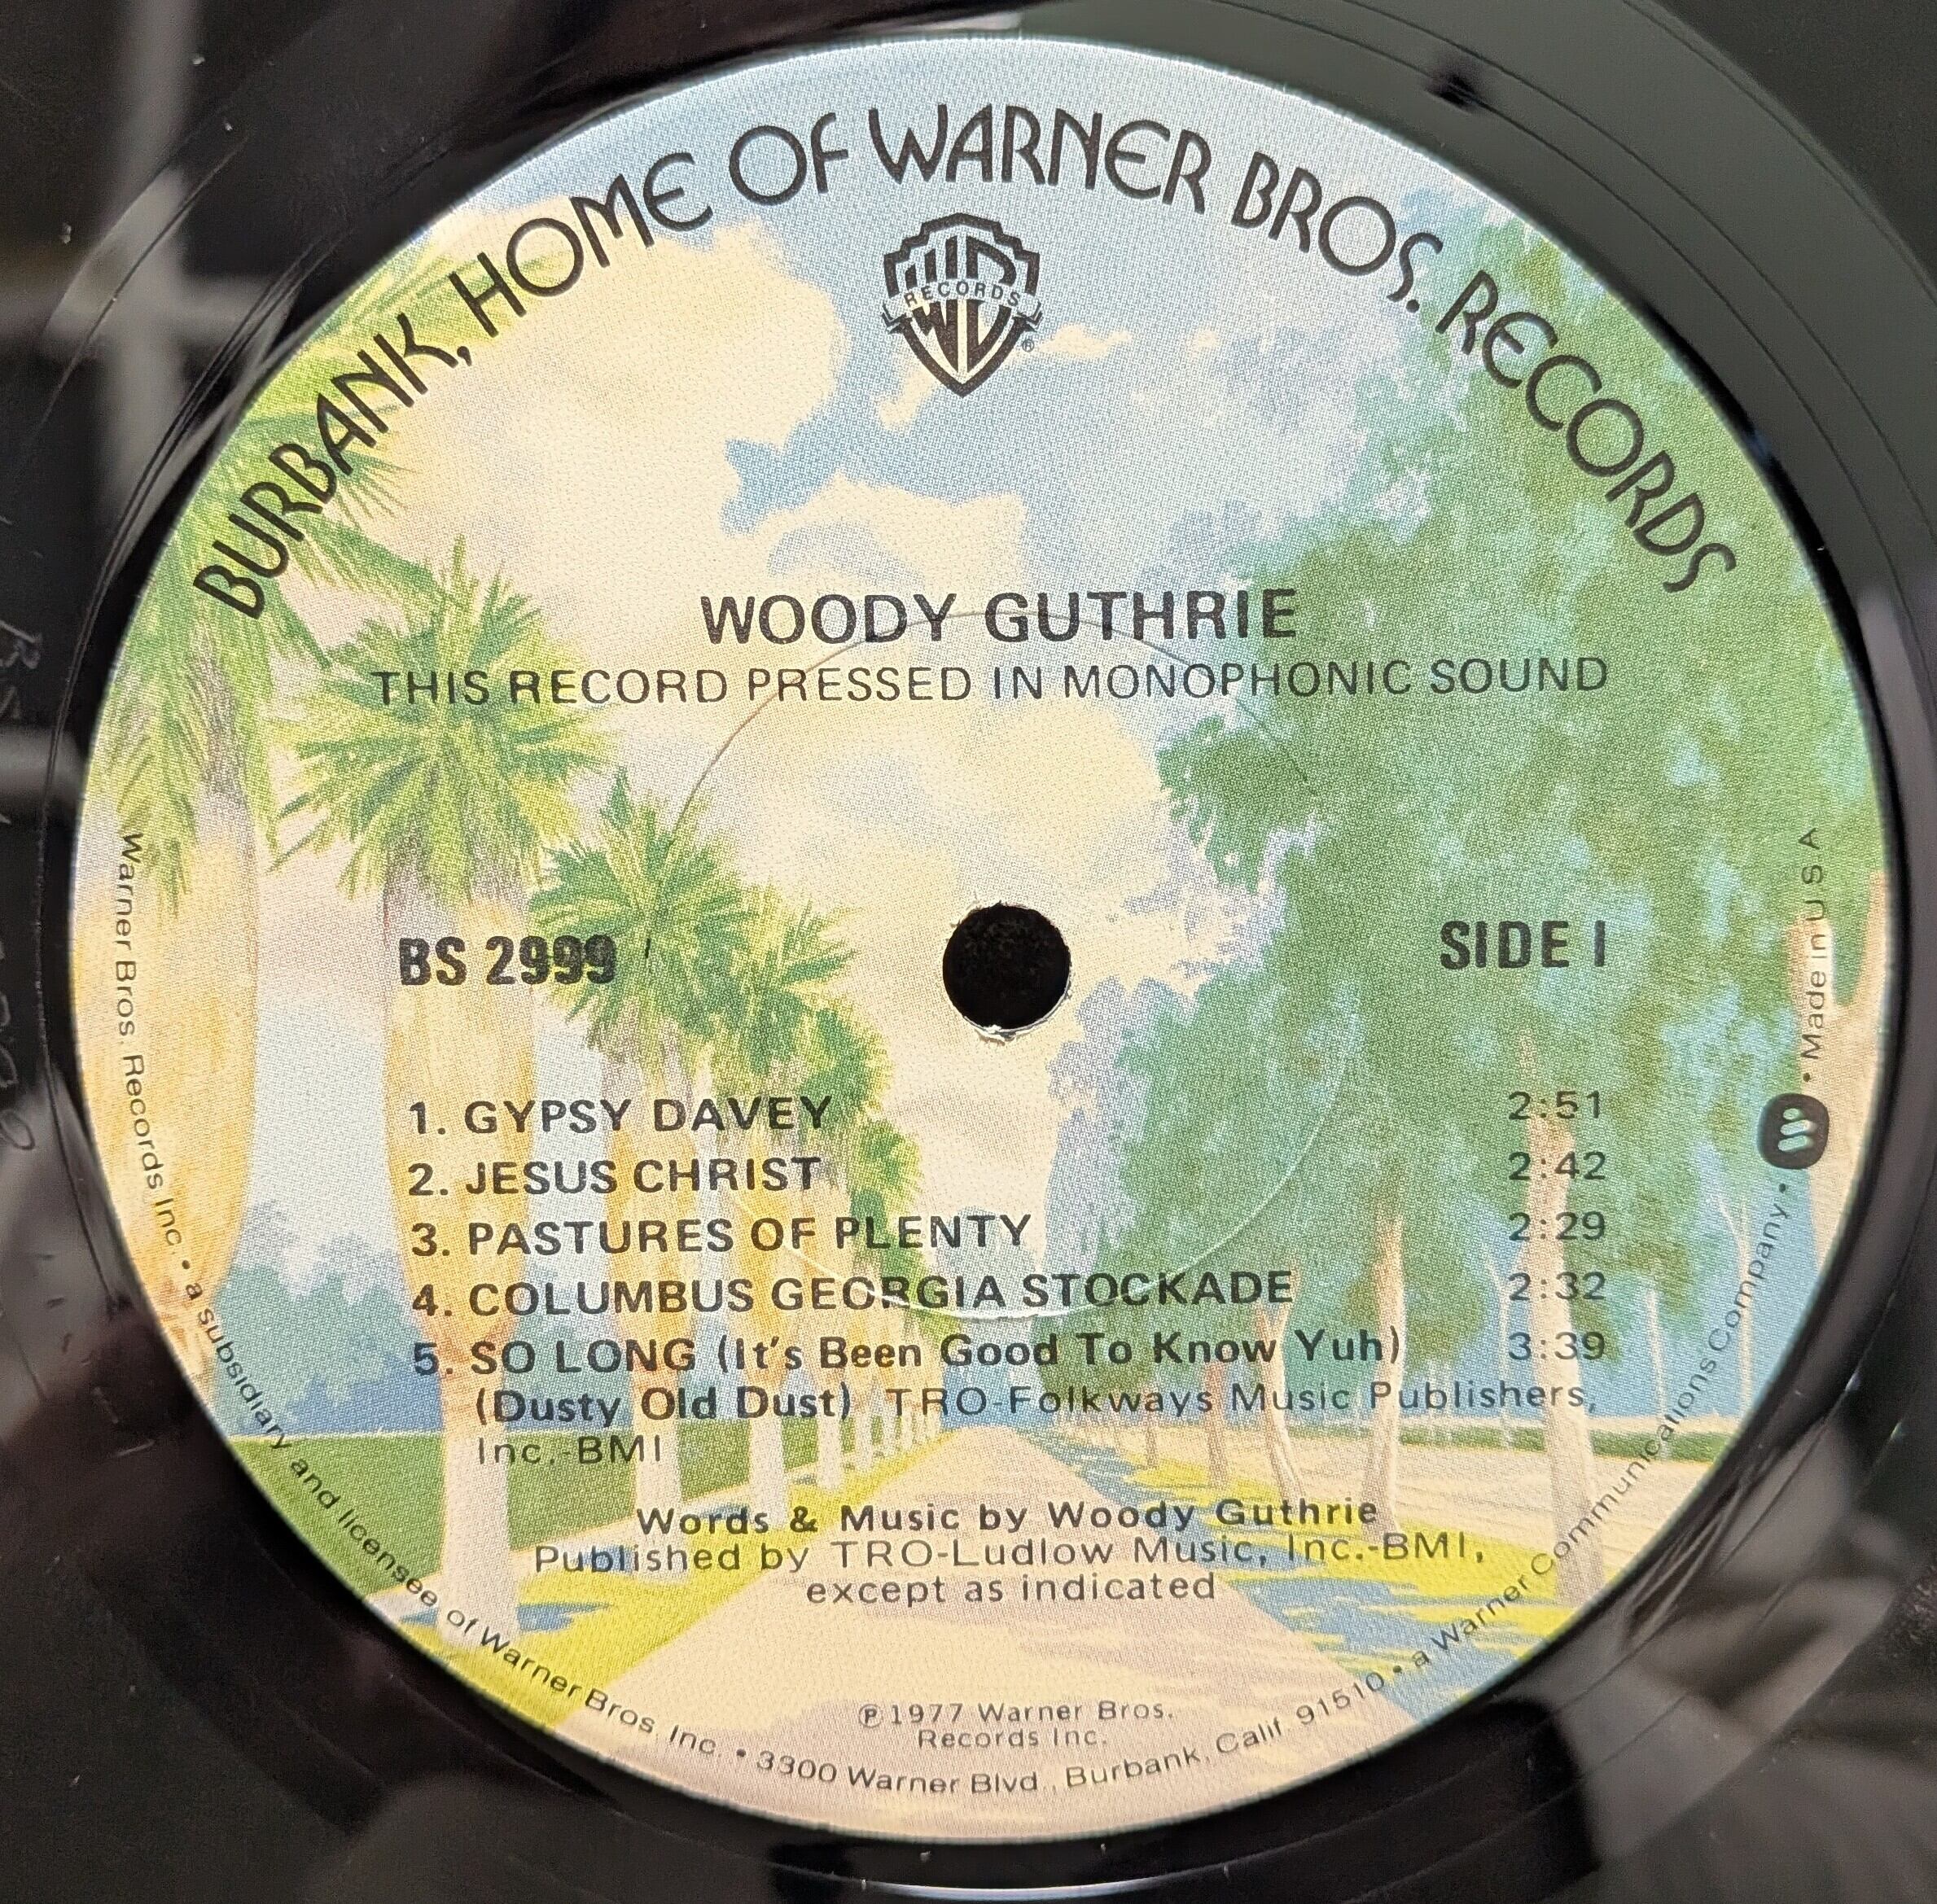 BURBANK, HOME OF WARNER BROS. RECORDS
WB
RECORDS
®
WOODY GUTHRIE
THIS RECORD PRESSED IN MONOPHONIC SOUND
BS 2999
SIDE I
1. GYPSY DAVEY 2:51
2. JESUS CHRIST 2:42
3. PASTURES OF PLENTY 2:29
4. COLUMBUS GEORGIA STOCKADE 2:32
5. SO LONG (It's Been Good To Know Yuh) 3:39
(Dusty Old Dust) TRO-Folkways Music Publishers,
Inc.-BMI
Words & Music by Woody Guthrie
Published by TRO-Ludlow Music, Inc.-BMI,
except as indicated
℗ 1977 Warner Bros.
Records Inc.
Warner Bros. Records Inc. • a subsidiary and licensee of Warner Bros. Inc. • 3300 Warner Blvd., Burbank, Calif. 91510 • a Warner Communications Company • • Made in U S A